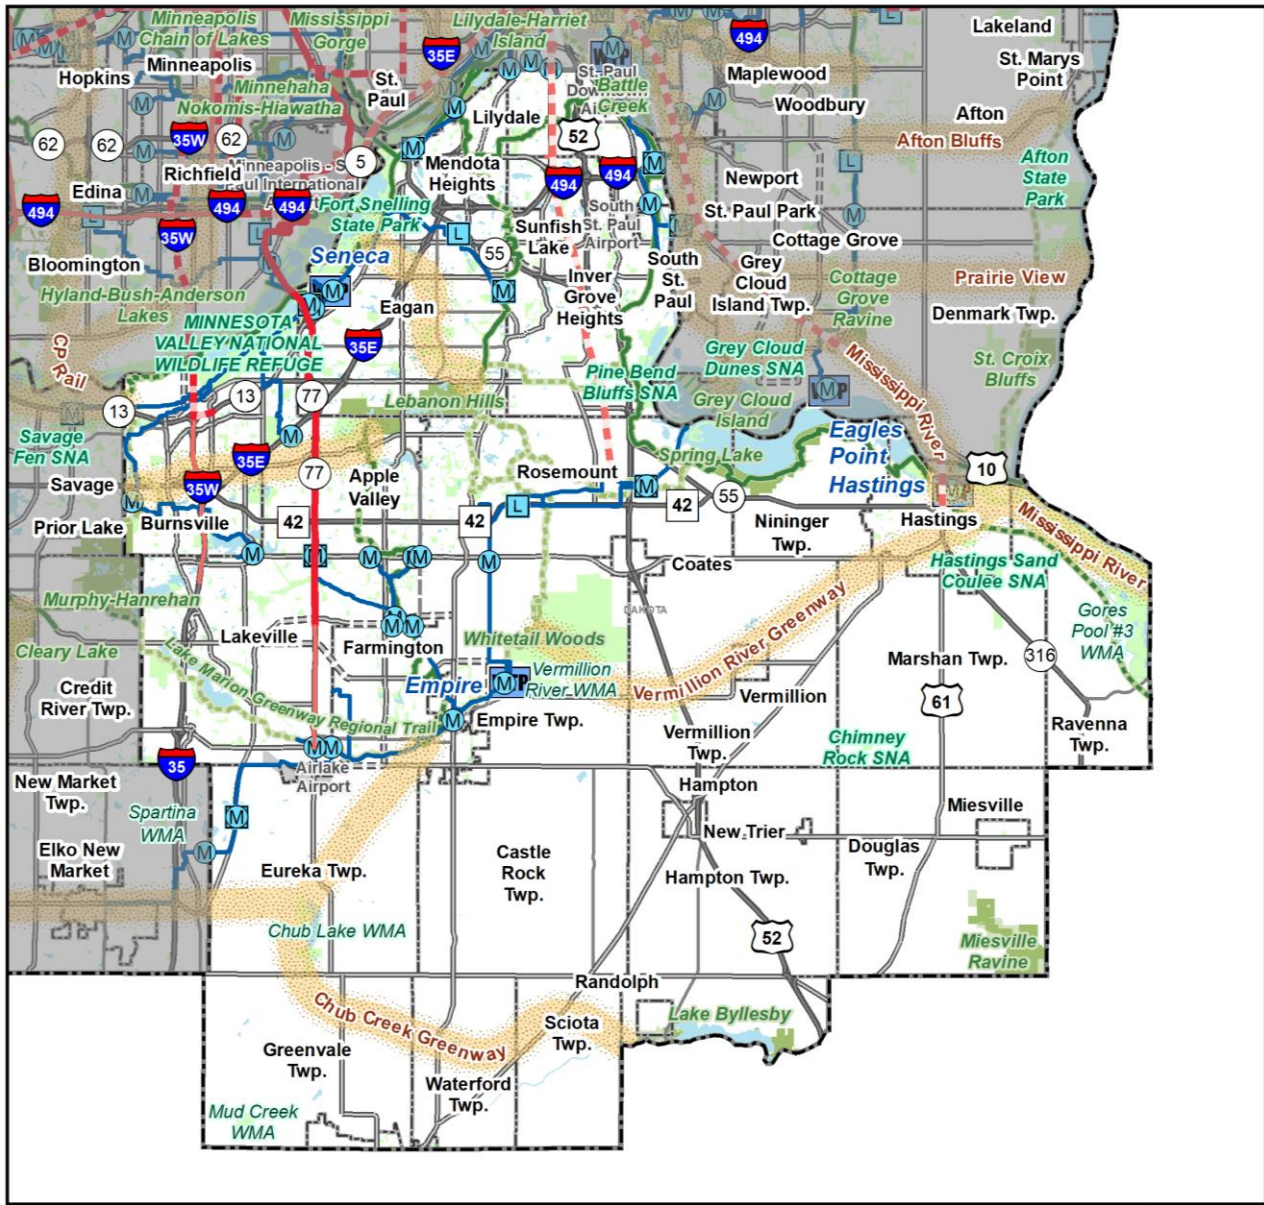 Minneapolis
Chain of Lakes
Mississippi
Gorge
Lilydale-Harriet
Island
494
Lakeland
Hopkins
Minneapolis
35E
St. Paul
Downtown
St. Marys
Point
St.
Paul
Maplewood
Minnehaha
Battle
Creek
Woodbury
Nokomis-Hiawatha
Lilydale
Afton
62
62
35W
62
52
Afton Bluffs
5
Richfield
Mendota
Heights
494
494
Afton
State
Park
Edina
Newport
494
494
494
Fort Snelling
State Park
South
St. Paul
Airport
St. Paul Park
35W
L
55
Sunfish
Lake
Cottage Grove
Bloomington
Seneca
Inver
Grove
Heights
South
St.
Paul
Grey
Cloud
Island Twp.
Cottage
Grove
Ravine
Prairie View
Hyland-Bush-Anderson
Lakes
Eagan
Denmark Twp.
MINNESOTA
VALLEY NATIONAL
WILDLIFE REFUGE
35E
CP Rail
Grey Cloud
Dunes SNA
Mississippi River
St. Croix
Bluffs
Pine Bend
Bluffs SNA
13
13
77
Lebanon Hills
Grey Cloud
Island
Savage
Fen SNA
Eagles
Point
Hastings
35E
Spring Lake
10
Savage
77
Apple
Valley
Rosemount
35W
L
42
55
Prior Lake
Burnsville
42
42
Nininger
Twp.
Hastings
Mississippi River
Coates
Hastings Sand
Coulee SNA
Murphy-Hanrehan
DAKOTA
Gores
Pool #3
WMA
Lakeville
Farmington
Whitetail Woods
Vermillion River Greenway
Cleary Lake
Lake Marion Greenway Regional Trail
Marshan Twp.
316
Credit
River Twp.
Empire
Vermillion
River WMA
Vermillion
61
Empire Twp.
Vermillion
Twp.
Chimney
Rock SNA
Ravenna
Twp.
35
Airlake
Airport
New Market
Twp.
Hampton
Spartina
WMA
Miesville
New Trier
Elko New
Market
Eureka Twp.
Castle
Rock
Twp.
Hampton Twp.
Douglas
Twp.
Chub Lake WMA
52
Miesville
Ravine
Randolph
Chub Creek Greenway
Sciota
Twp.
Lake Byllesby
Greenvale
Twp.
Waterford
Twp.
Mud Creek
WMA